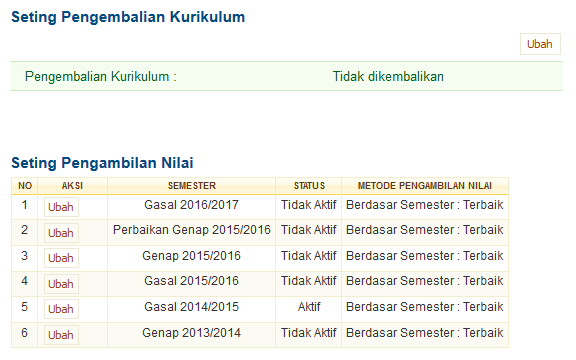 Seting Pengembalian Kurikulum
Ubah
Pengembalian Kurikulum : Tidak dikembalikan
Seting Pengambilan Nilai
NO AKSI SEMESTER STATUS METODE PENGAMBILAN NILAI
1 Ubah Gasal 2016/2017 Tidak Aktif Berdasar Semester : Terbaik
2 Ubah Perbaikan Genap 2015/2016 Tidak Aktif Berdasar Semester : Terbaik
3 Ubah Genap 2015/2016 Tidak Aktif Berdasar Semester : Terbaik
4 Ubah Gasal 2015/2016 Tidak Aktif Berdasar Semester : Terbaik
5 Ubah Gasal 2014/2015 Aktif Berdasar Semester : Terbaik
6 Ubah Genap 2013/2014 Tidak Aktif Berdasar Semester : Terbaik